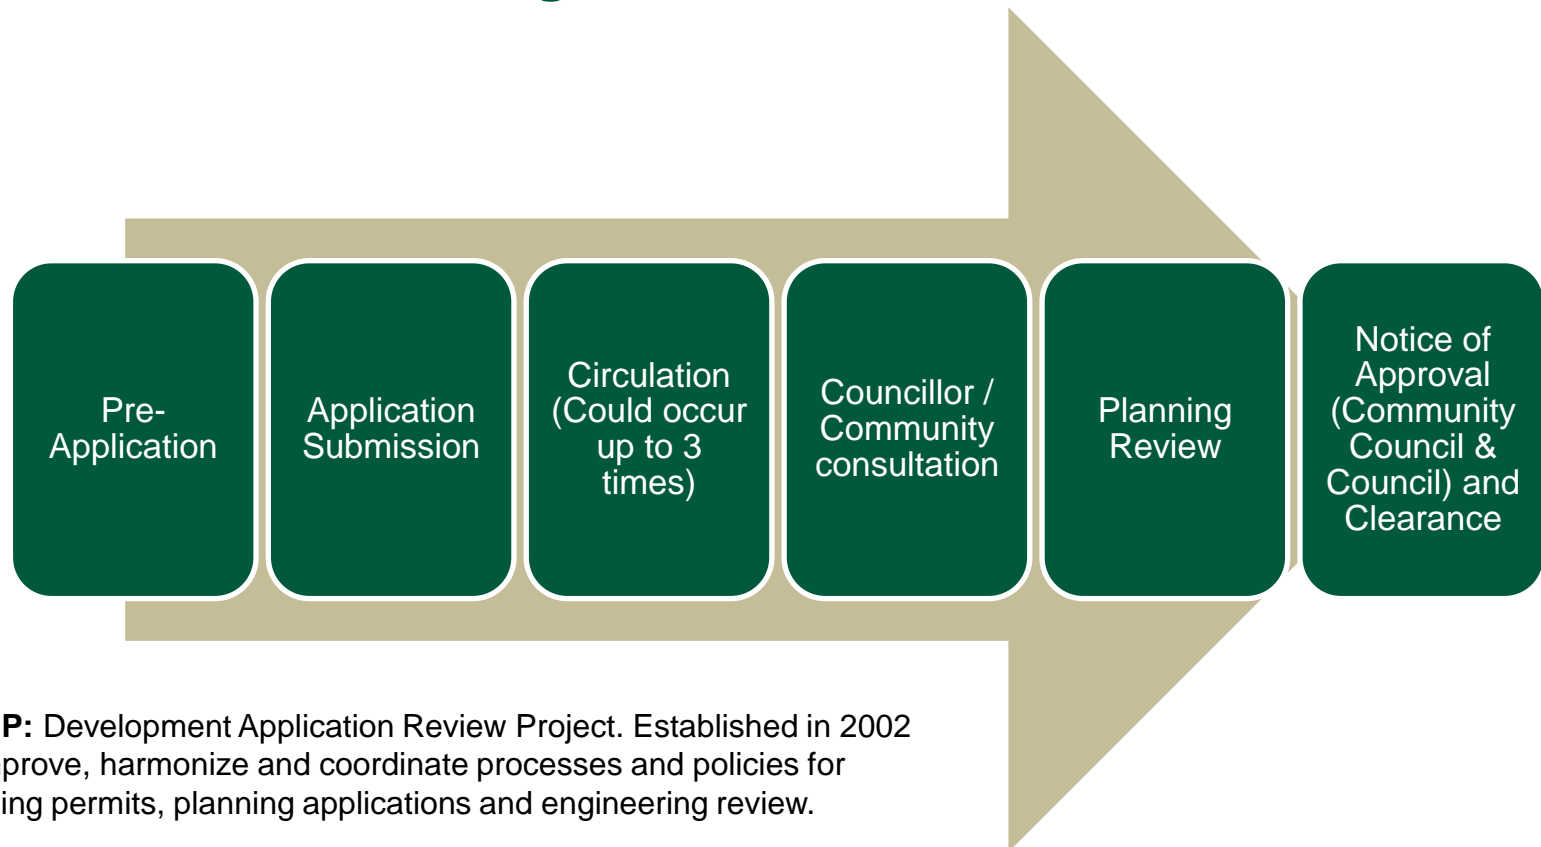 Pre-
Application
Application
Submission
Circulation
(Could occur
up to 3
times)
Councillor /
Community
consultation
Planning
Review
Notice of
Approval
(Community
Council &
Council) and
Clearance
P: Development Application Review Project. Established in 2002
prove, harmonize and coordinate processes and policies for
ing permits, planning applications and engineering review.